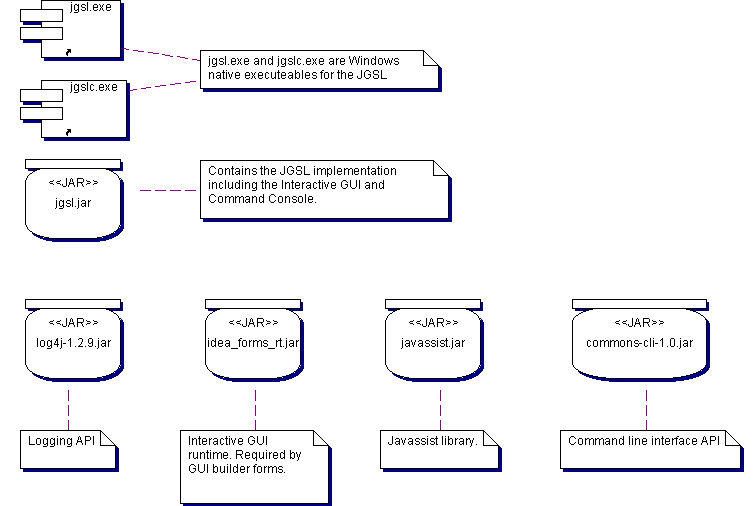 jgsl.exe
jgsl.exe and jgslc.exe are Windows
native executeables for the JGSL
jgslc.exe
<<JAR>>
jgsl.jar
Contains the JGSL implementation
including the Interactive GUI and
Command Console.
<<JAR>>
log4j-1.2.9.jar
<<JAR>>
idea_forms_rt.jar
<<JAR>>
javassist.jar
<<JAR>>
commons-cli-1.0.jar
Logging API
Interactive GUI
runtime. Required by
GUI builder forms.
Javassist library.
Command line interface API